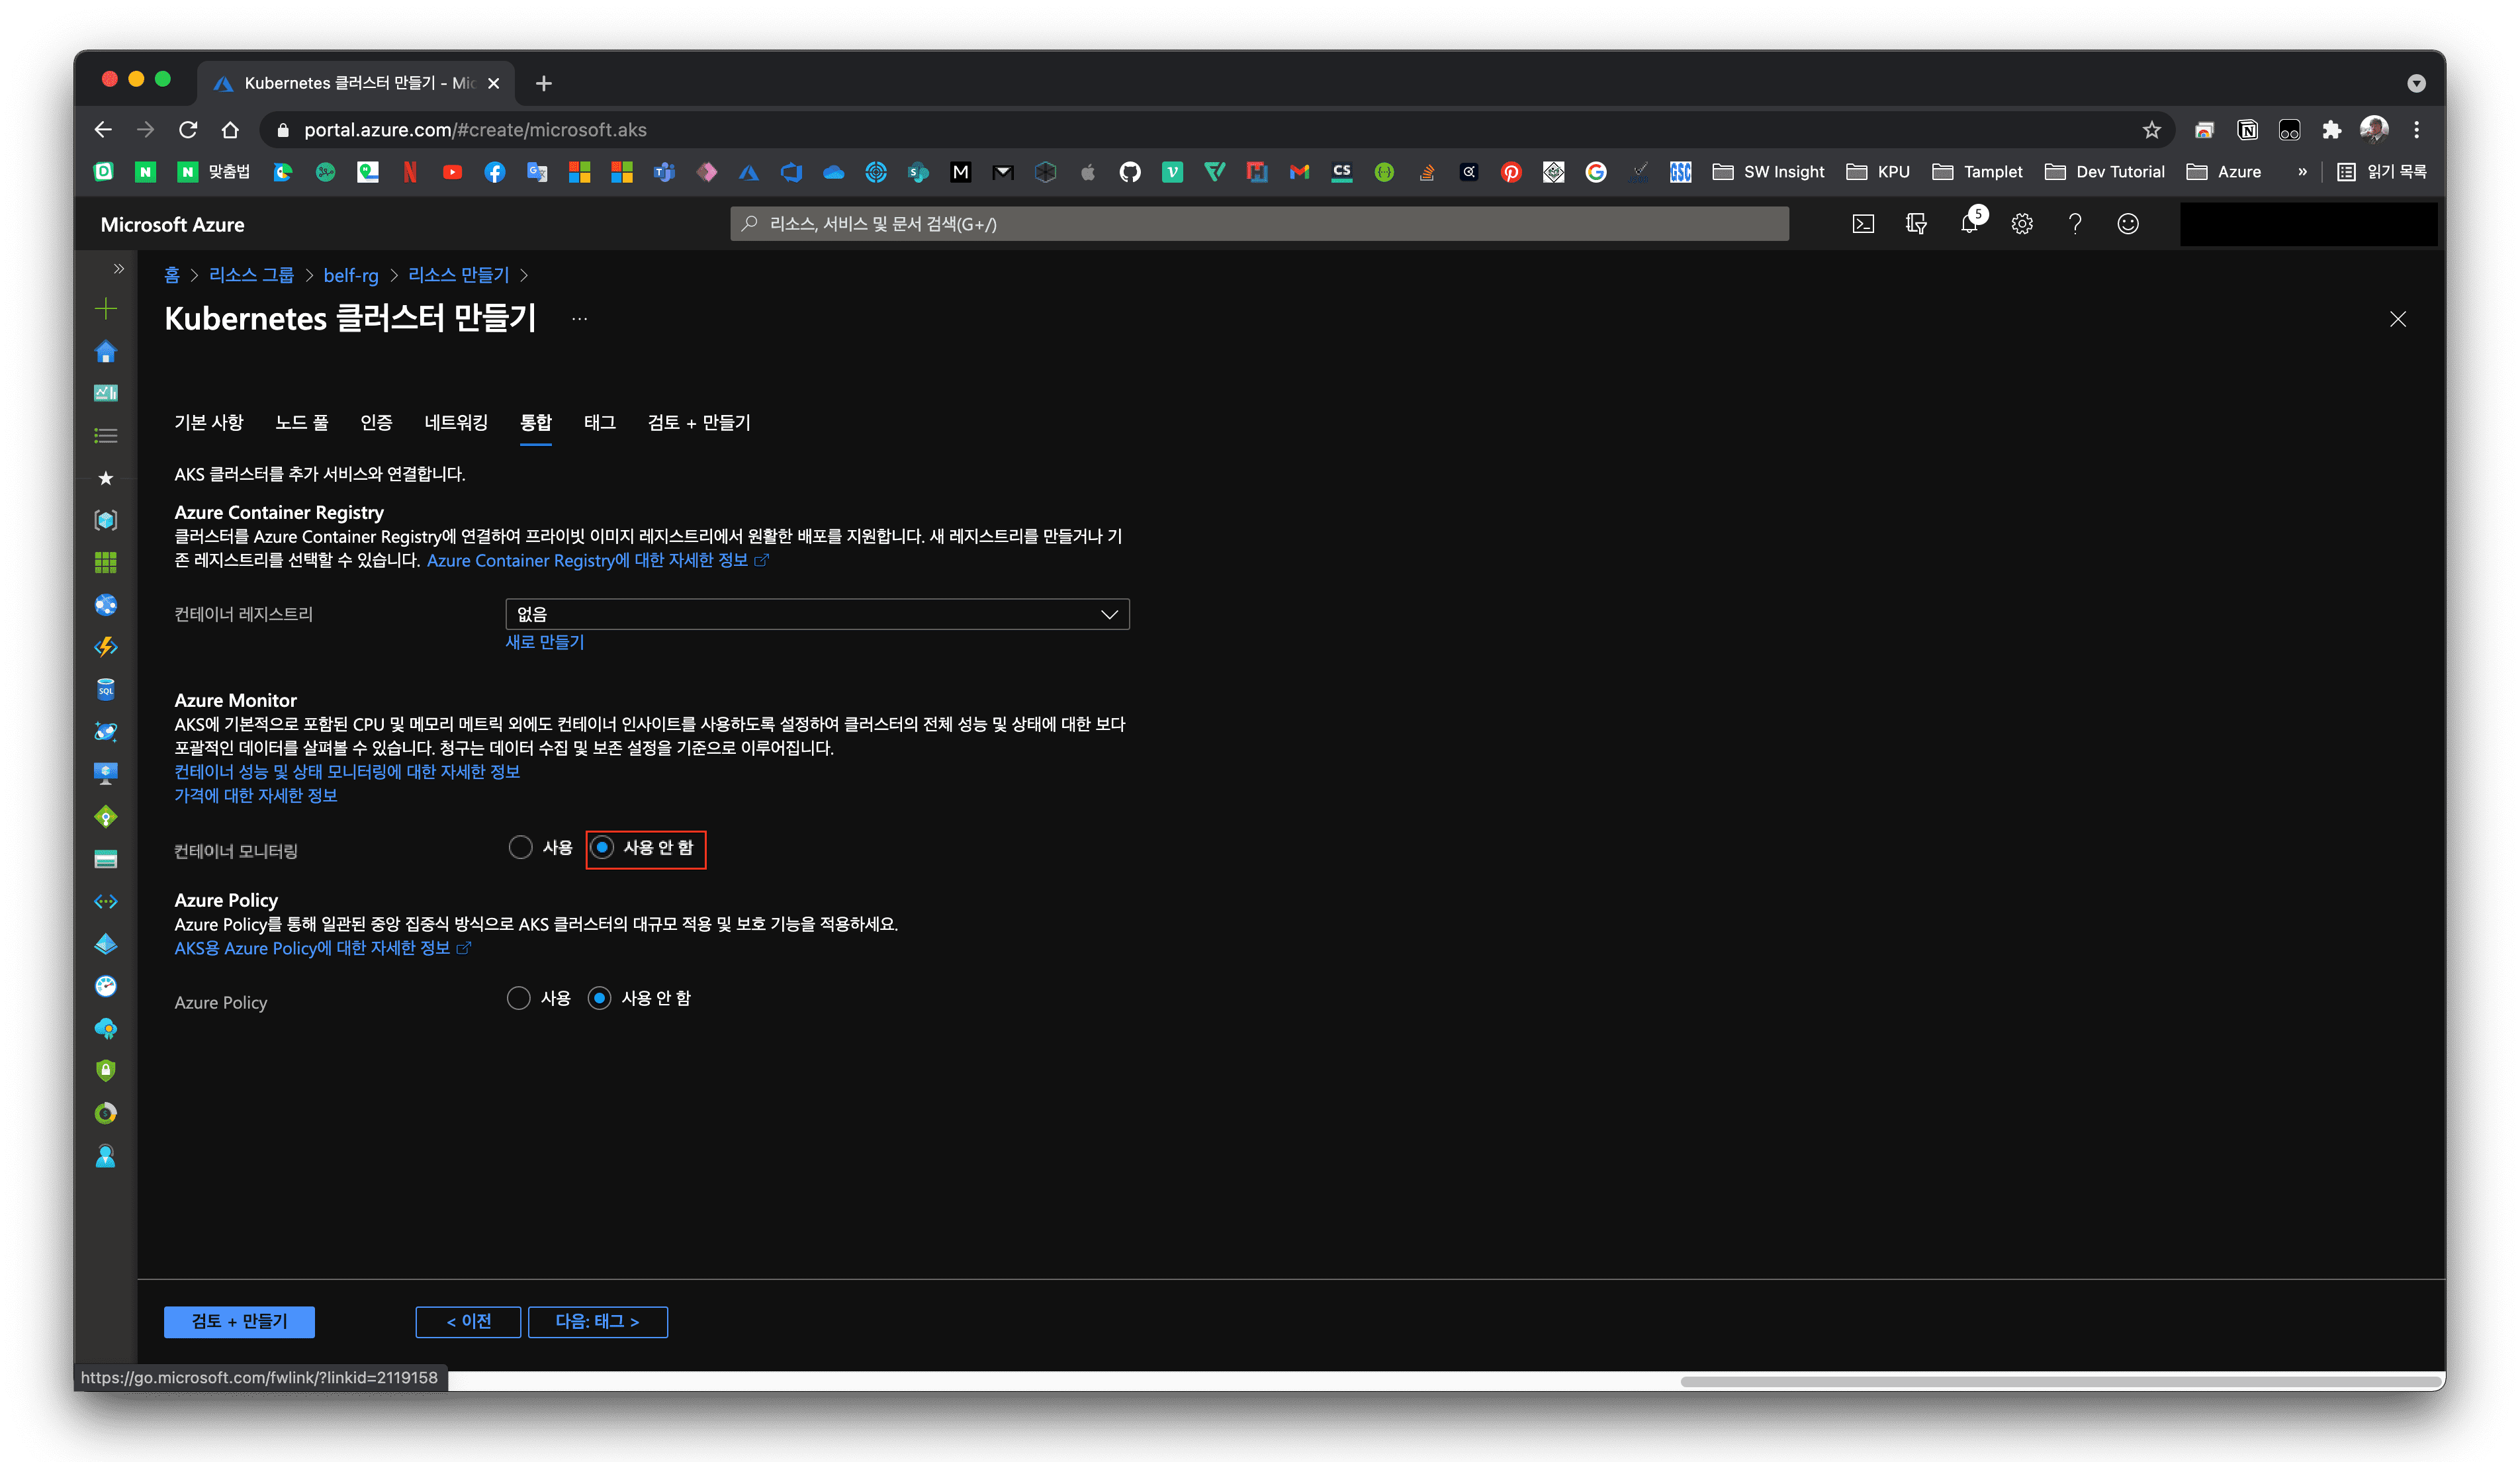 Kubernetes 클러스터 만들기 - Mic
portal.azure.com/#create/microsoft.aks
맞춤법
SW Insight
KPU
Tamplet
Dev Tutorial
Azure
»
읽기 목록
Microsoft Azure
리소스, 서비스 및 문서 검색(G+/)
5
홈 > 리소스 그룹 > belf-rg > 리소스 만들기 >
Kubernetes 클러스터 만들기 ...
기본 사항 노드 풀 인증 네트워킹 통합 태그 검토 + 만들기
AKS 클러스터를 추가 서비스와 연결합니다.
Azure Container Registry
클러스터를 Azure Container Registry에 연결하여 프라이빗 이미지 레지스트리에서 원활한 배포를 지원합니다. 새 레지스트리를 만들거나 기
존 레지스트리를 선택할 수 있습니다. Azure Container Registry에 대한 자세한 정보
컨테이너 레지스트리
없음
새로 만들기
Azure Monitor
AKS에 기본적으로 포함된 CPU 및 메모리 메트릭 외에도 컨테이너 인사이트를 사용하도록 설정하여 클러스터의 전체 성능 및 상태에 대한 보다
포괄적인 데이터를 살펴볼 수 있습니다. 청구는 데이터 수집 및 보존 설정을 기준으로 이루어집니다.
컨테이너 성능 및 상태 모니터링에 대한 자세한 정보
가격에 대한 자세한 정보
컨테이너 모니터링
사용 사용 안 함
Azure Policy
Azure Policy를 통해 일관된 중앙 집중식 방식으로 AKS 클러스터의 대규모 적용 및 보호 기능을 적용하세요.
AKS용 Azure Policy에 대한 자세한 정보
Azure Policy
사용 사용 안 함
검토 + 만들기
< 이전
다음: 태그 >
https://go.microsoft.com/fwlink/?linkid=2119158